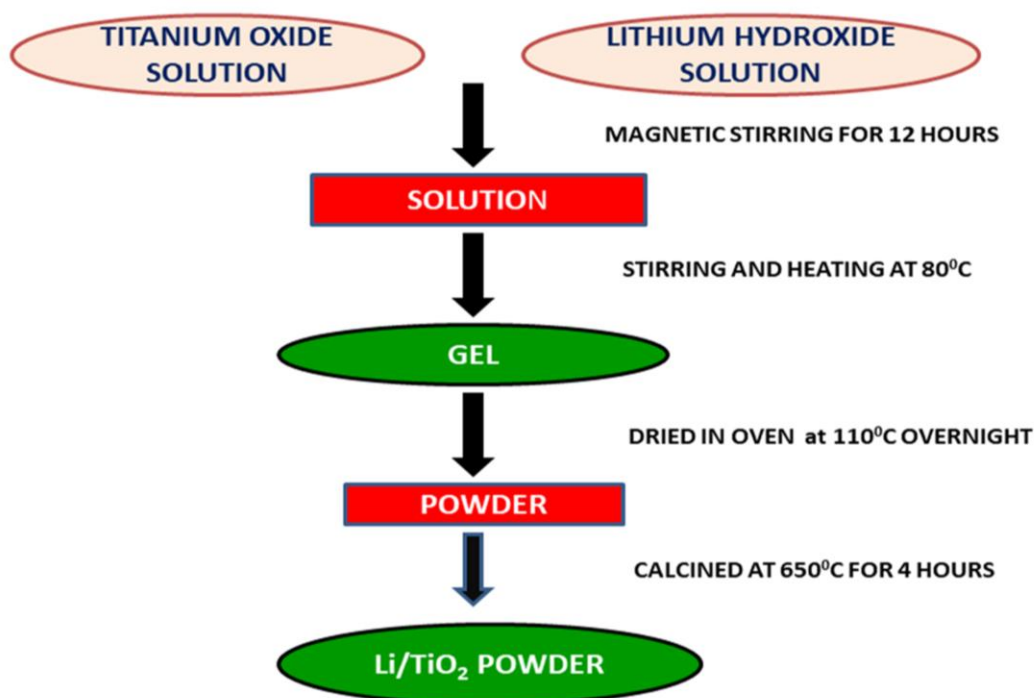 TITANIUM OXIDE
SOLUTION
LITHIUM HYDROXIDE
SOLUTION
MAGNETIC STIRRING FOR 12 HOURS
SOLUTION
STIRRING AND HEATING AT 80⁰C
GEL
DRIED IN OVEN at 110⁰C OVERNIGHT
POWDER
CALCINED AT 650⁰C FOR 4 HOURS
Li/TiO₂ POWDER